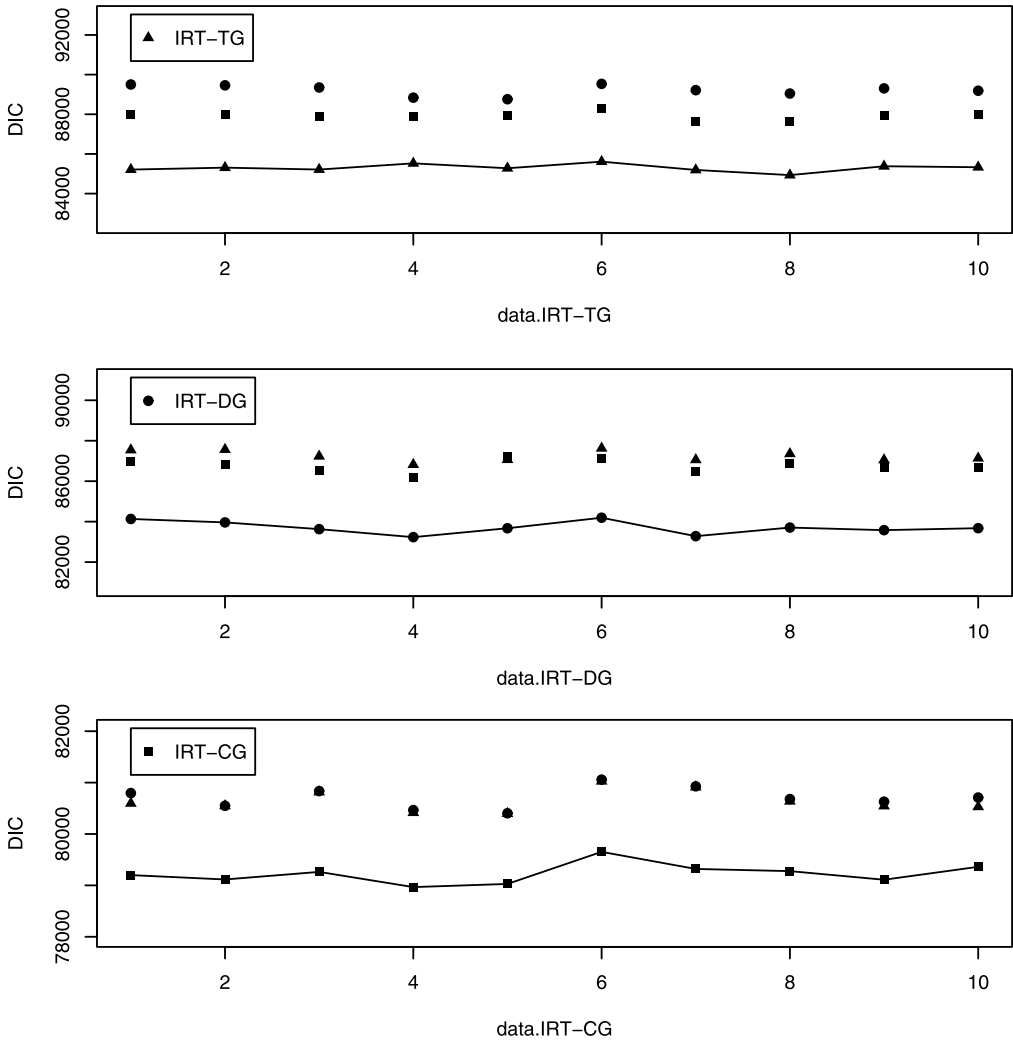 92000
IRT−TG
88000
DIC
84000
2 4 6 8 10
data.IRT−TG
90000
IRT−DG
86000
DIC
82000
2 4 6 8 10
data.IRT−DG
82000
IRT−CG
80000
DIC
78000
2 4 6 8 10
data.IRT−CG